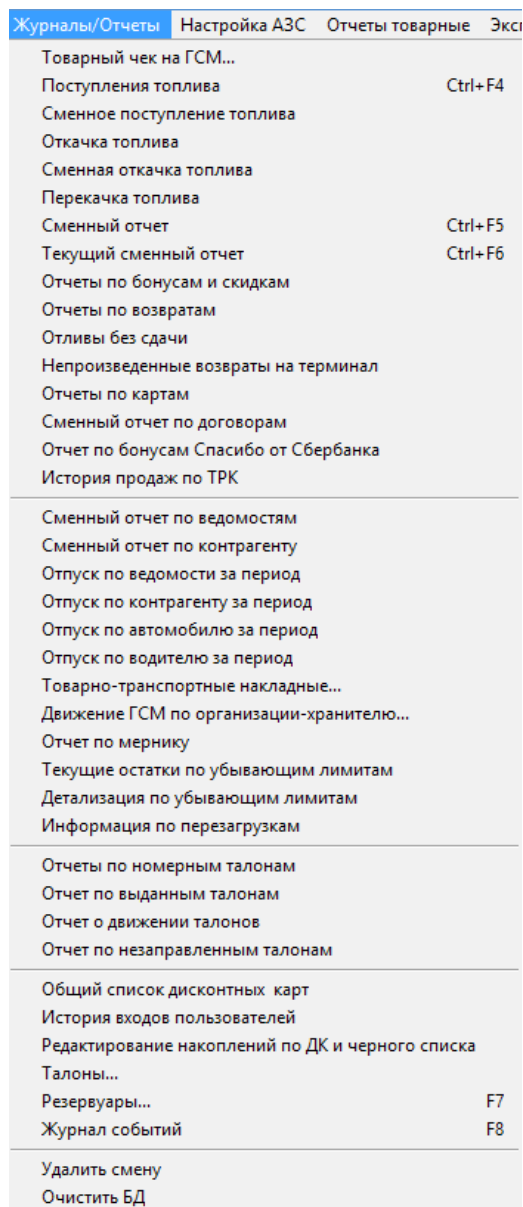 Журналы/Отчеты Настройка АЗС Отчеты товарные
Товарный чек на ГСМ...
Поступления топлива Ctrl+F4
Сменное поступление топлива
Откачка топлива
Сменная откачка топлива
Перекачка топлива
Сменный отчет Ctrl+F5
Текущий сменный отчет Ctrl+F6
Отчеты по бонусам и скидкам
Отчеты по возвратам
Отливы без сдачи
Непроизведенные возвраты на терминал
Отчеты по картам
Сменный отчет по договорам
Отчет по бонусам Спасибо от Сбербанка
История продаж по ТРК
Сменный отчет по ведомостям
Сменный отчет по контрагенту
Отпуск по ведомости за период
Отпуск по контрагенту за период
Отпуск по автомобилю за период
Отпуск по водителю за период
Товарно-транспортные накладные...
Движение ГСМ по организации-хранителю...
Отчет по мернику
Текущие остатки по убывающим лимитам
Детализация по убывающим лимитам
Информация по перезагрузкам
Отчеты по номерным талонам
Отчет по выданным талонам
Отчет о движении талонов
Отчет по незаправленным талонам
Общий список дисконтных  карт
История входов пользователей
Редактирование накоплений по ДК и черного списка
Талоны...
Резервуары... F7
Журнал событий F8
Удалить смену
Очистить БД